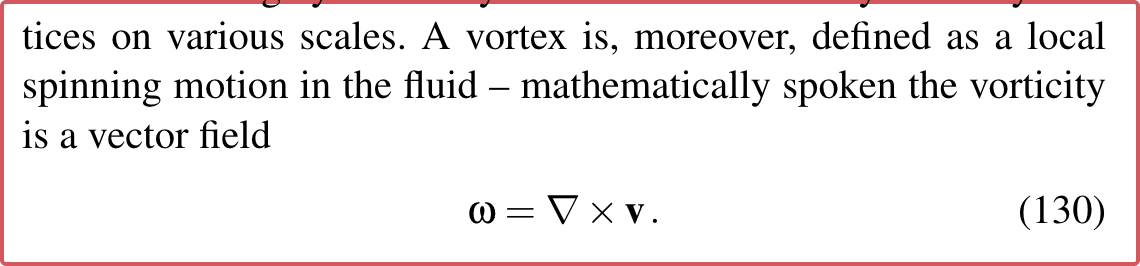 tices on various scales. A vortex is, moreover, defined as a local
spinning motion in the fluid – mathematically spoken the vorticity
is a vector field
ω = ∇ × v . (130)